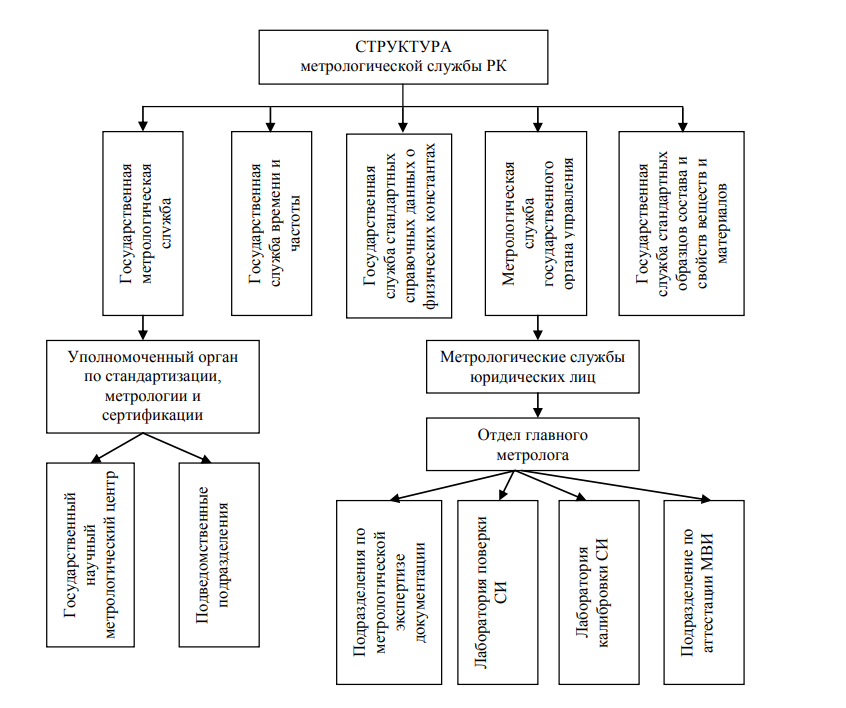 СТРУКТУРА
метрологической службы РК
Государственная
метрологическая
служба
Государственная
служба времени и
частоты
Государственная
служба стандартных
справочных данных о
физических константах
Метрологическая
служба
государственного
органа управления
Государственная
служба стандартных
образцов состава и
свойств веществ и
материалов
Уполномоченный орган
по стандартизации,
метрологии и
сертификации
Метрологические службы
юридических лиц
Отдел главного
метролога
Государственный
научный
метрологический центр
Подведомственные
подразделения
Подразделения по
метрологической
экспертизе
документации
Лаборатория поверки
СИ
Лаборатория
калибровки СИ
Подразделение по
аттестации МВИ